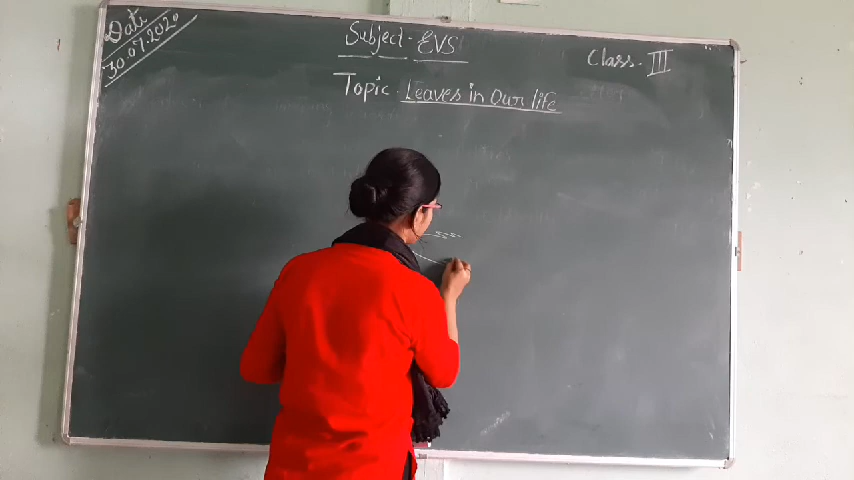 Date
30.07.2020
Subject - EVS
Class - III
Topic - Leaves in Our life